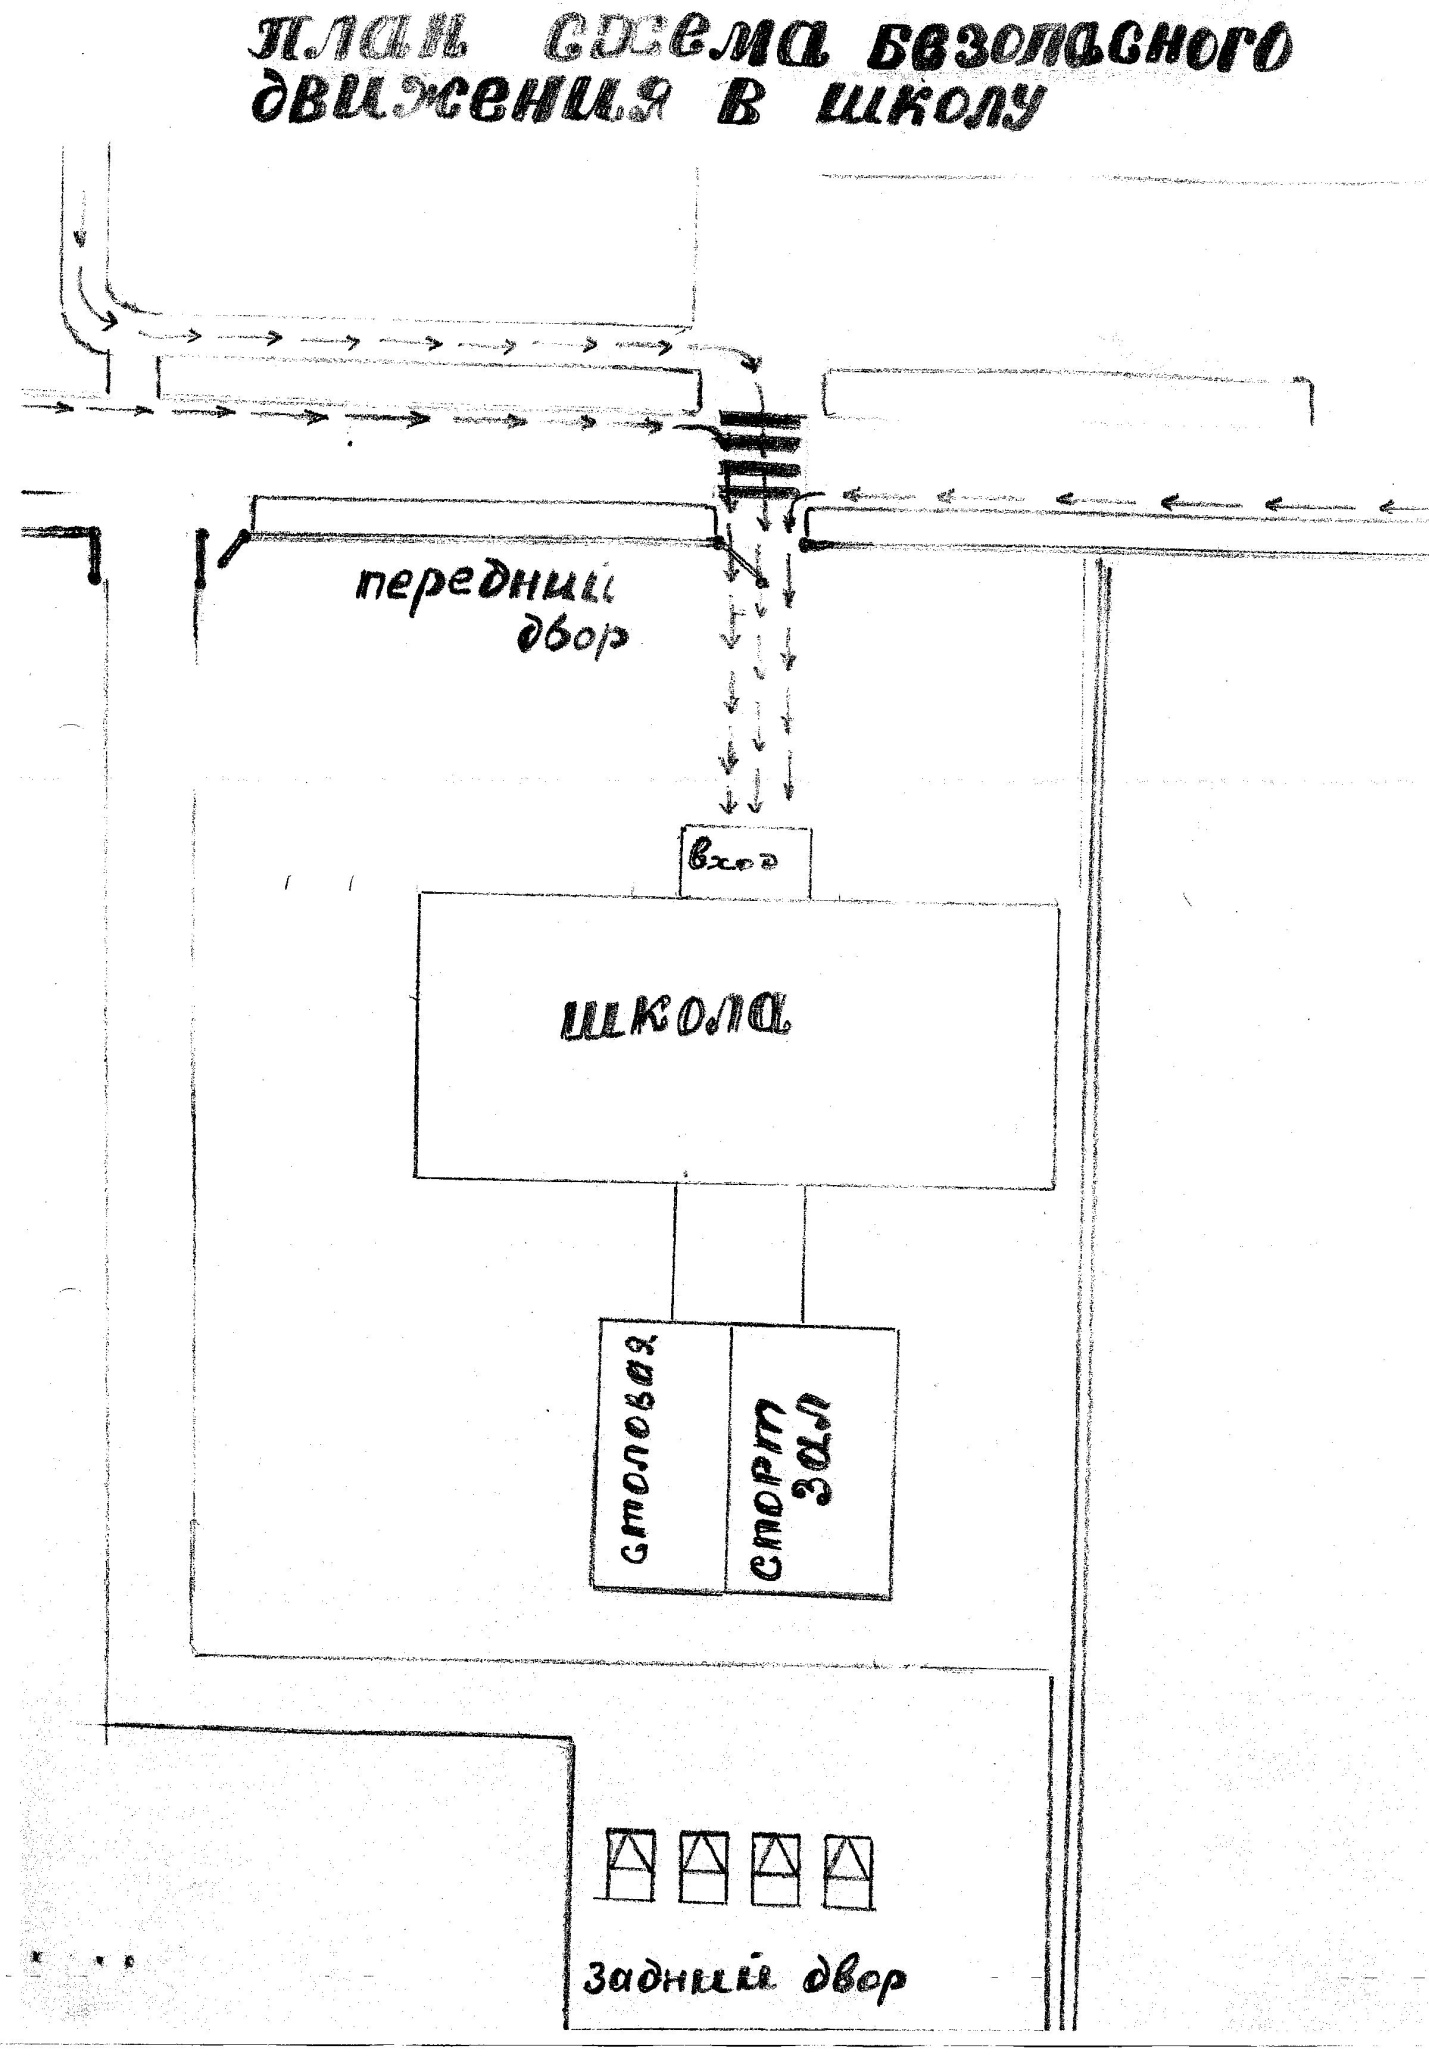 план схема безопасного
движения в школу
передний
двор
вход
школа
столовая
спорт
зал
задний двор